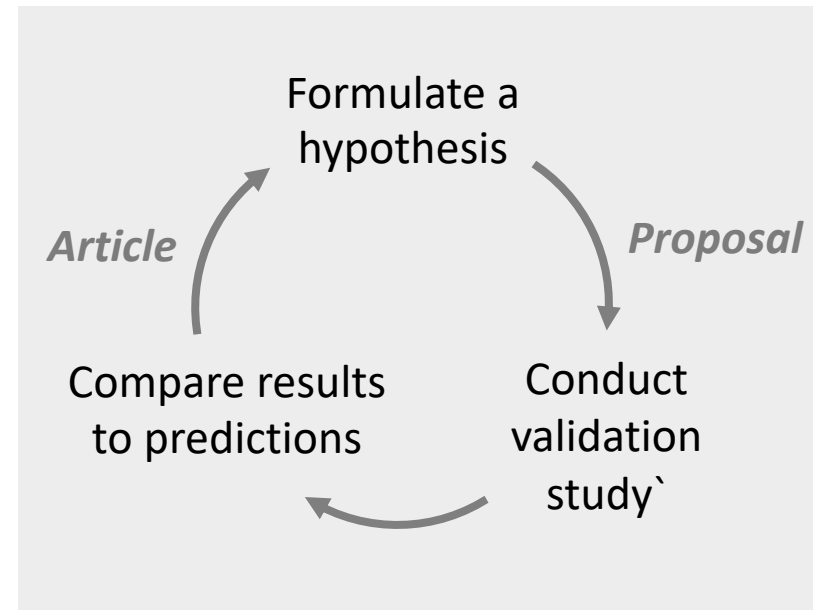 Formulate a
hypothesis
Article
Proposal
Compare results
to predictions
Conduct
validation
study`